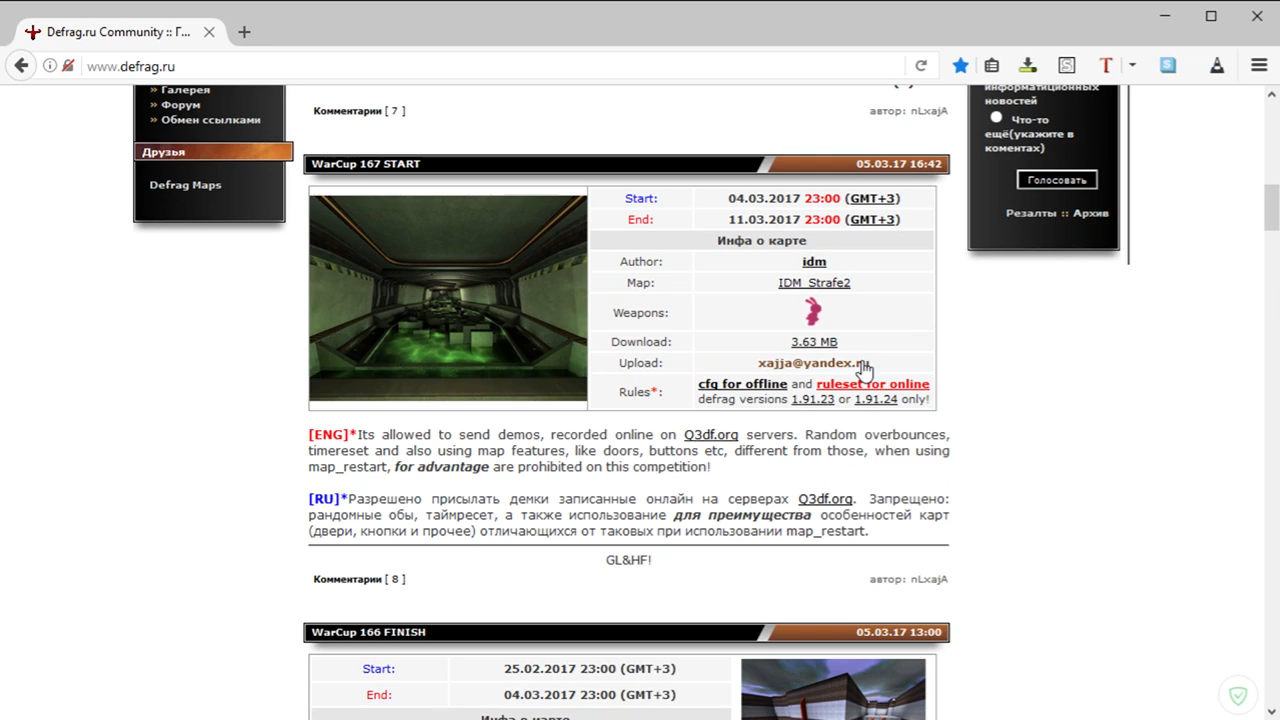 Defrag.ru Community :: Г...
www.defrag.ru
S
T
S
» Галерея
» Форум
» Обмен ссылками
Друзья
Defrag Maps
Комментарии [ 7 ]
автор: nLxajA
WarCup 167 START
05.03.17 16:42
Start: 04.03.2017 23:00 (GMT+3)
End: 11.03.2017 23:00 (GMT+3)
Инфа о карте
Author: idm
Map: IDM_Strafe2
Weapons:
Download: 3.63 MB
Upload: xajja@yandex.ru
Rules*: cfg for offline and ruleset for online
defrag versions 1.91.23 or 1.91.24 only!
[ENG]*Its allowed to send demos, recorded online on Q3df.org servers. Random overbounces,
timereset and also using map features, like doors, buttons etc, different from those, when using
map_restart, for advantage are prohibited on this competition!
[RU]*Разрешено присылать демки записанные онлайн на серверах Q3df.org. Запрещено:
рандомные обы, таймресет, а также использование для преимущества особенностей карт
(двери, кнопки и прочее) отличающихся от таковых при использовании map_restart.
GL&HF!
Комментарии [ 8 ]
автор: nLxajA
WarCup 166 FINISH
05.03.17 13:00
Start: 25.02.2017 23:00 (GMT+3)
End: 04.03.2017 23:00 (GMT+3)
Инфа о карте
информатиционных
новостей
Что-то
ещё(укажите в
коментах)
Голосовать
Резалты :: Архив